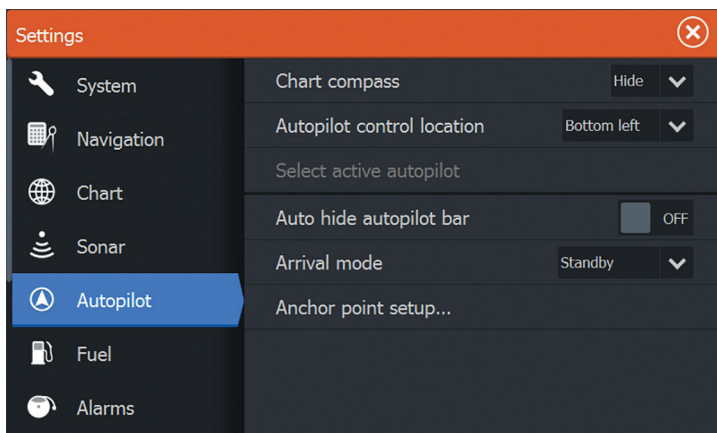 Settings
System
Navigation
Chart
Sonar
Autopilot
Fuel
Alarms
Chart compass Hide
Autopilot control location Bottom left
Select active autopilot
Auto hide autopilot bar OFF
Arrival mode Standby
Anchor point setup...